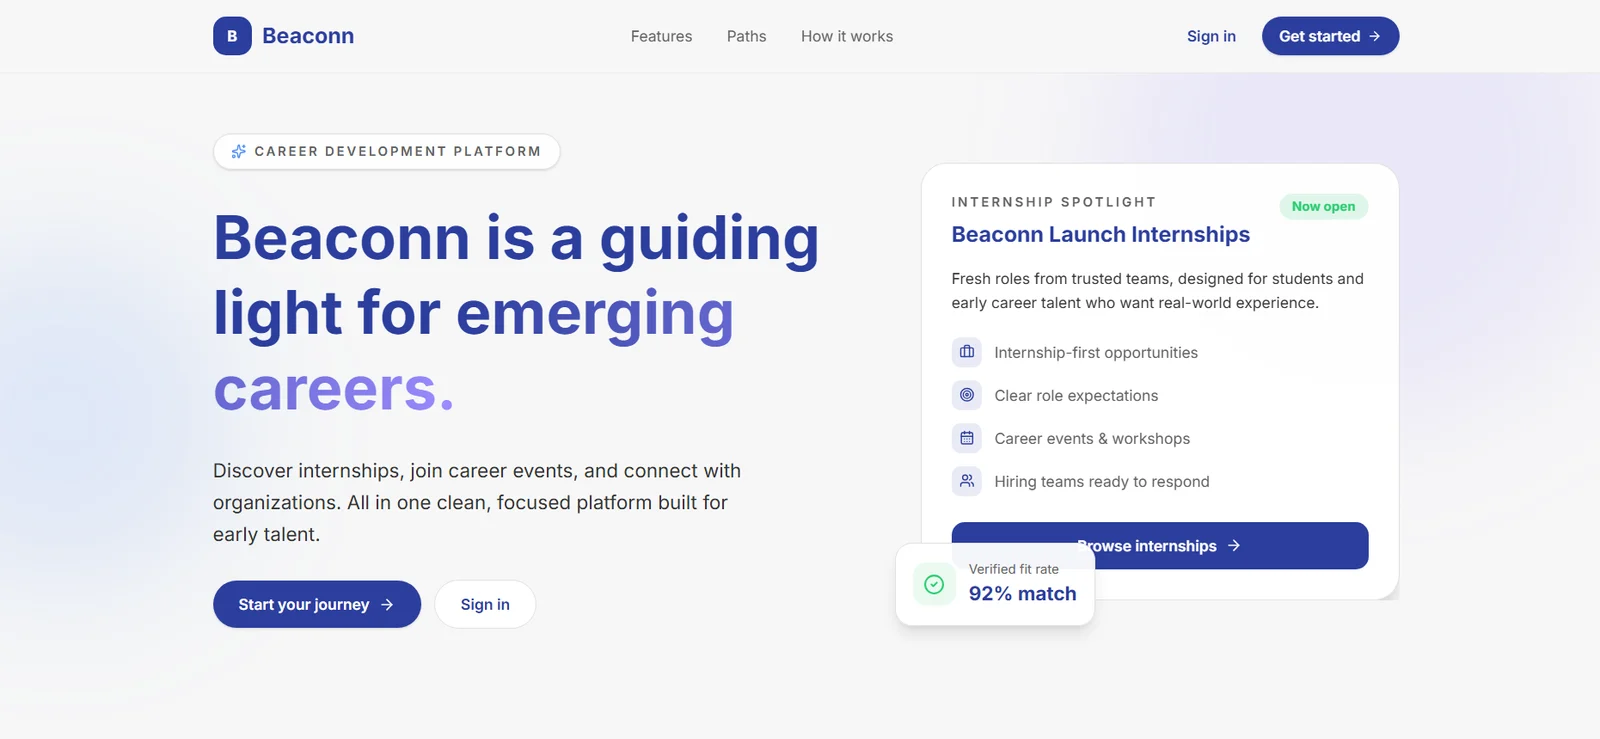 B Beaconn
Features Paths How it works
Sign in Get started
CAREER DEVELOPMENT PLATFORM
Beaconn is a guiding
light for emerging
careers.
Discover internships, join career events, and connect with
organizations. All in one clean, focused platform built for
early talent.
Start your journey Sign in
INTERNSHIP SPOTLIGHT
Now open
Beaconn Launch Internships
Fresh roles from trusted teams, designed for students and
early career talent who want real-world experience.
Internship-first opportunities
Clear role expectations
Career events & workshops
Hiring teams ready to respond
Browse internships
Verified fit rate
92% match